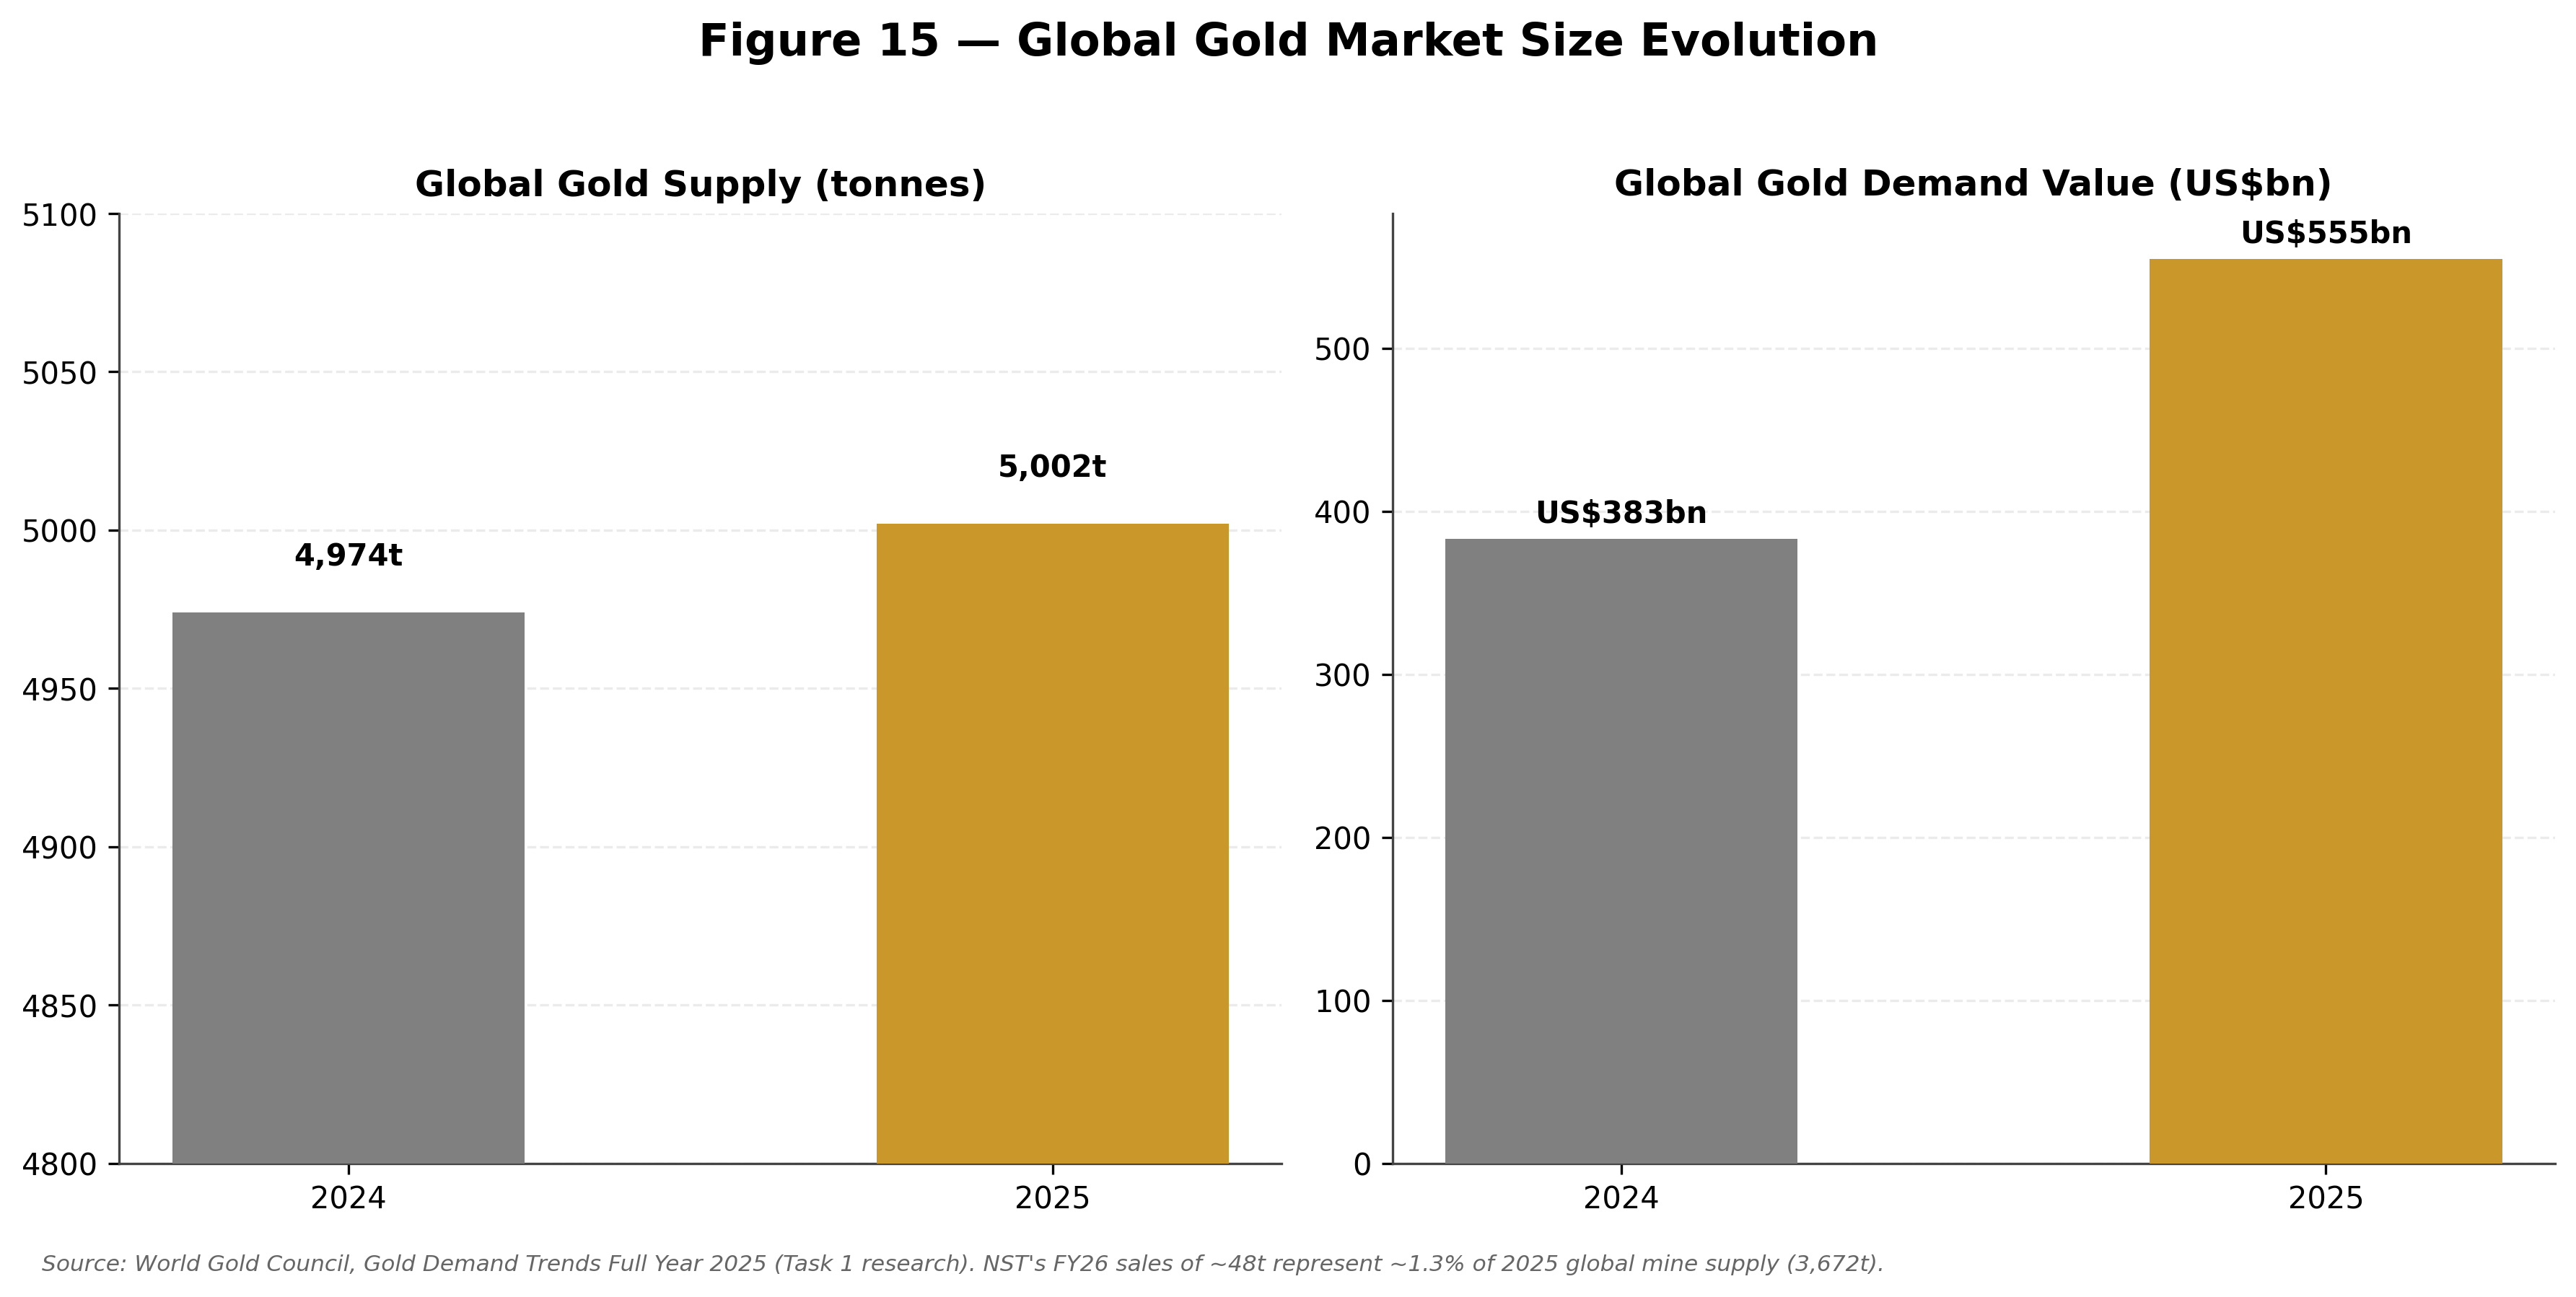 Figure 15 — Global Gold Market Size Evolution
Global Gold Supply (tonnes)
5100
5050
5000
4950
4900
4850
4800
4,974t
5,002t
2024
2025
Global Gold Demand Value (US$bn)
500
400
300
200
100
0
US$383bn
US$555bn
2024
2025
Source: World Gold Council, Gold Demand Trends Full Year 2025 (Task 1 research). NST's FY26 sales of ~48t represent ~1.3% of 2025 global mine supply (3,672t).